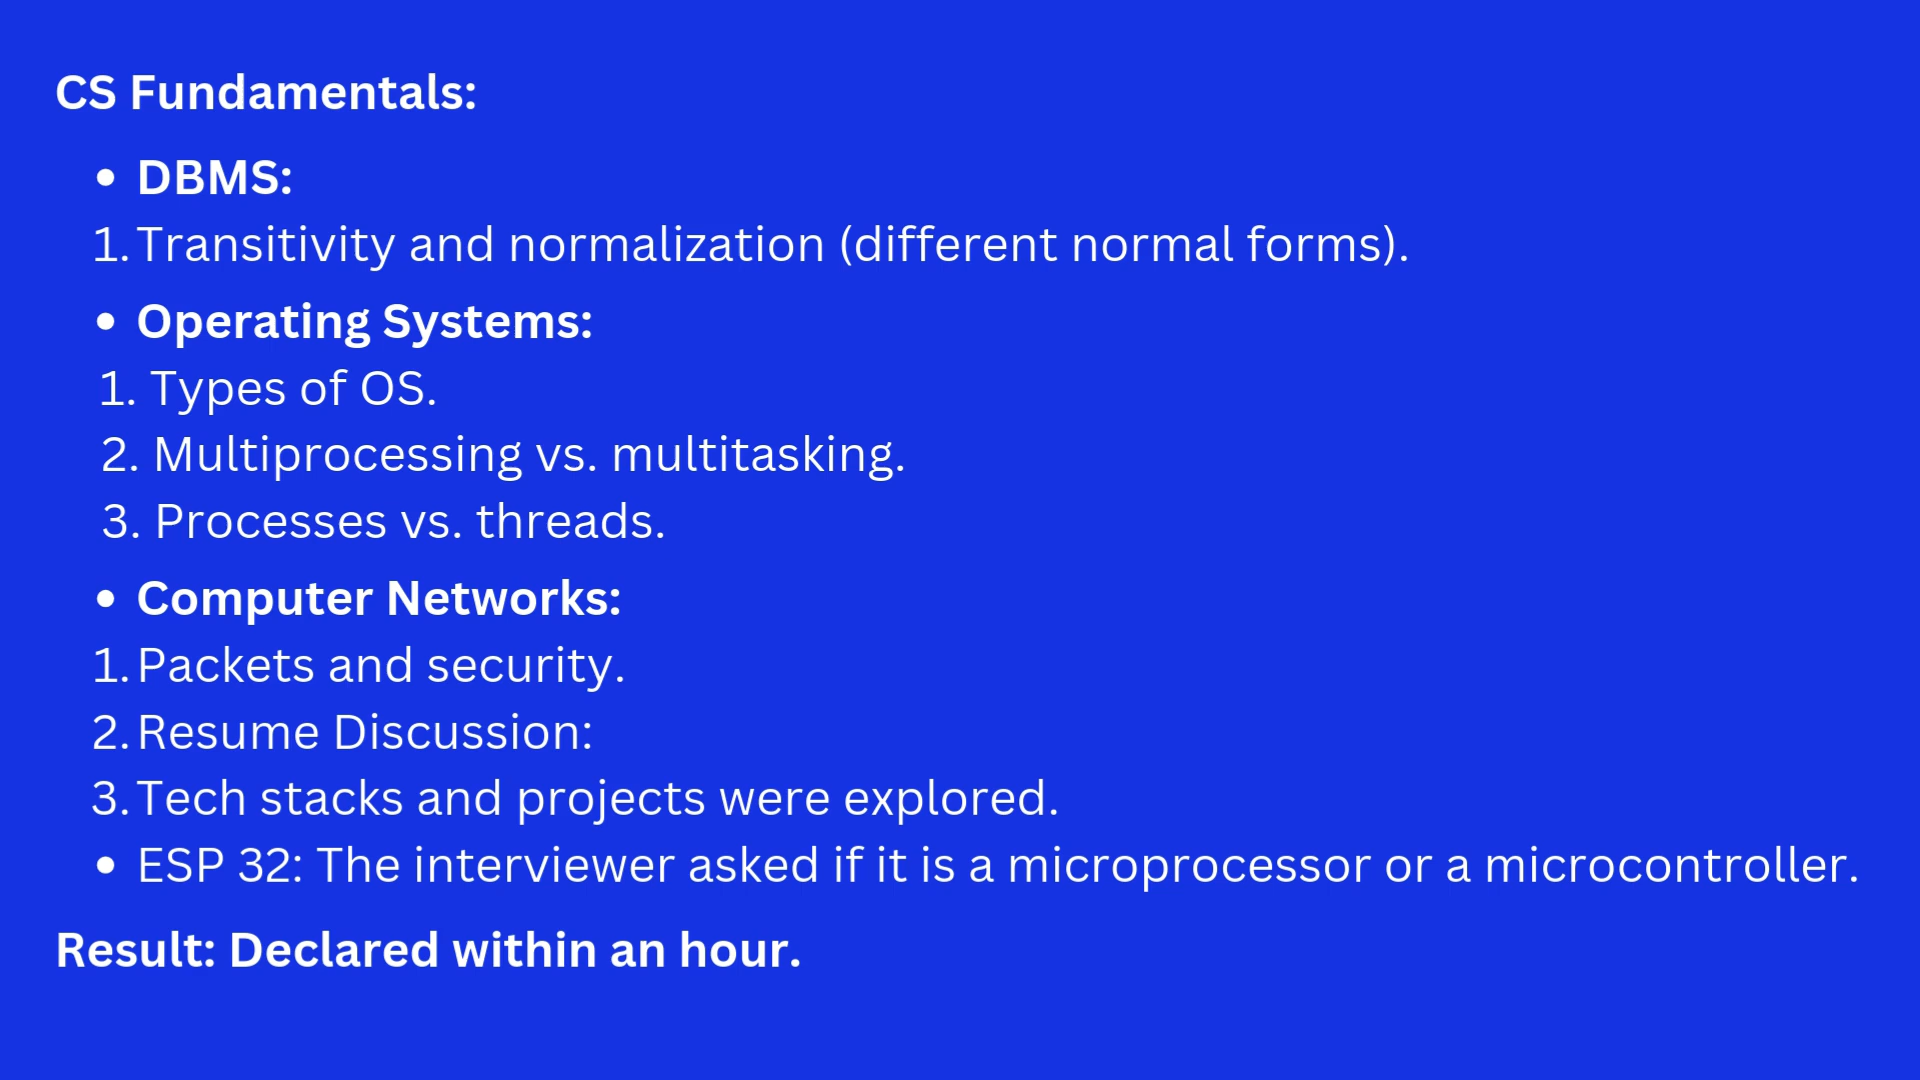 CS Fundamentals:
• DBMS:
1. Transitivity and normalization (different normal forms).
• Operating Systems:
1. Types of OS.
2. Multiprocessing vs. multitasking.
3. Processes vs. threads.
• Computer Networks:
1. Packets and security.
2. Resume Discussion:
3. Tech stacks and projects were explored.
• ESP 32: The interviewer asked if it is a microprocessor or a microcontroller.
Result: Declared within an hour.